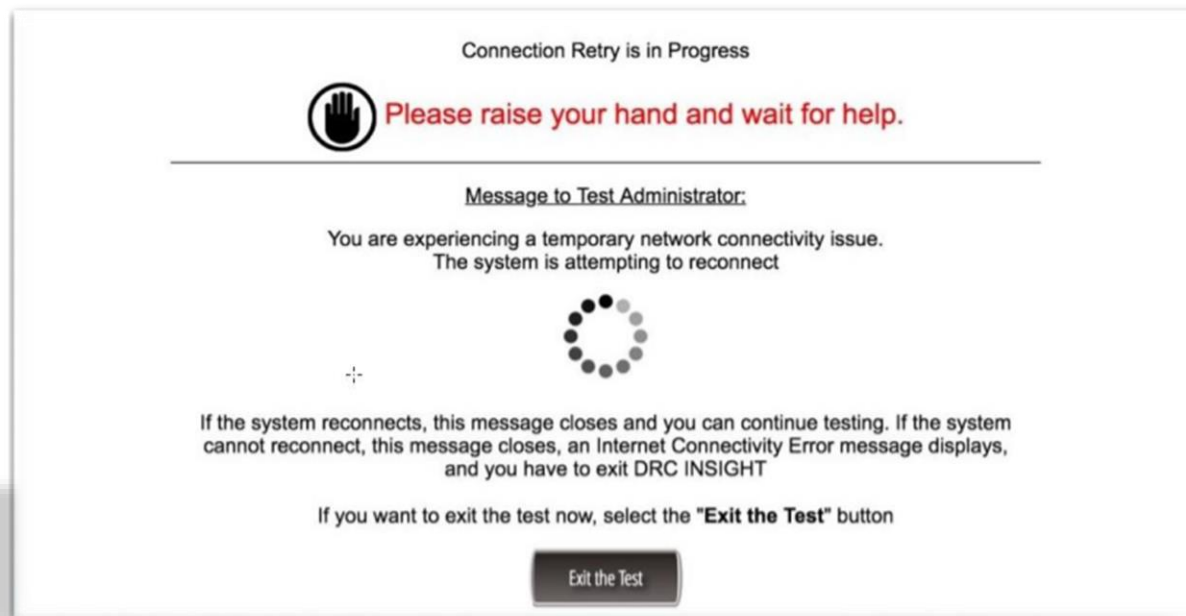 Connection Retry is in Progress
Please raise your hand and wait for help.
Message to Test Administrator:
You are experiencing a temporary network connectivity issue.
The system is attempting to reconnect
If the system reconnects, this message closes and you can continue testing. If the system
cannot reconnect, this message closes, an Internet Connectivity Error message displays,
and you have to exit DRC INSIGHT
If you want to exit the test now, select the "Exit the Test" button
Exit the Test